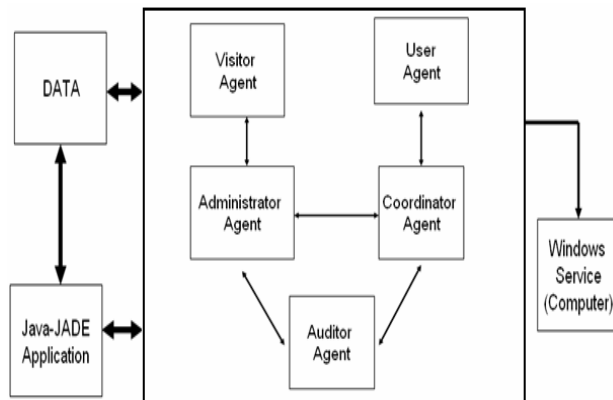 DATA
Visitor
Agent
User
Agent
Administrator
Agent
Coordinator
Agent
Windows
Service
(Computer)
Java-JADE
Application
Auditor
Agent